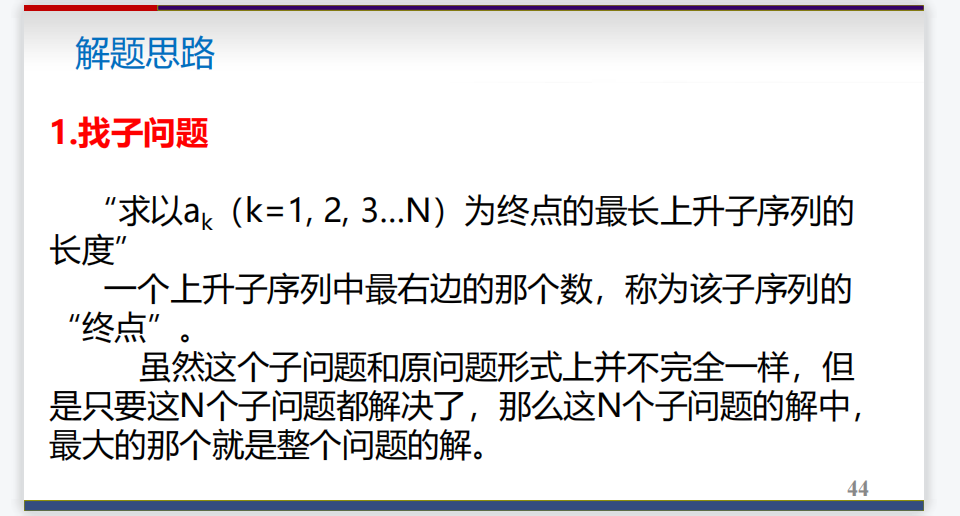 解题思路
1.找子问题
“求以ak（k=1, 2, 3…N）为终点的最长上升子序列的
长度”
一个上升子序列中最右边的那个数，称为该子序列的
“终点”。
虽然这个子问题和原问题形式上并不完全一样，但
是只要这N个子问题都解决了，那么这N个子问题的解中，
最大的那个就是整个问题的解。
44